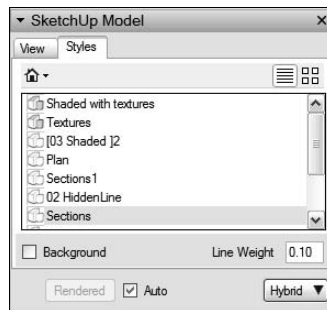 SketchUp Model
View Styles
Shaded with textures
Textures
[03 Shaded ]2
Plan
Sections1
02 HiddenLine
Sections
Background Line Weight 0.10
Rendered Auto Hybrid